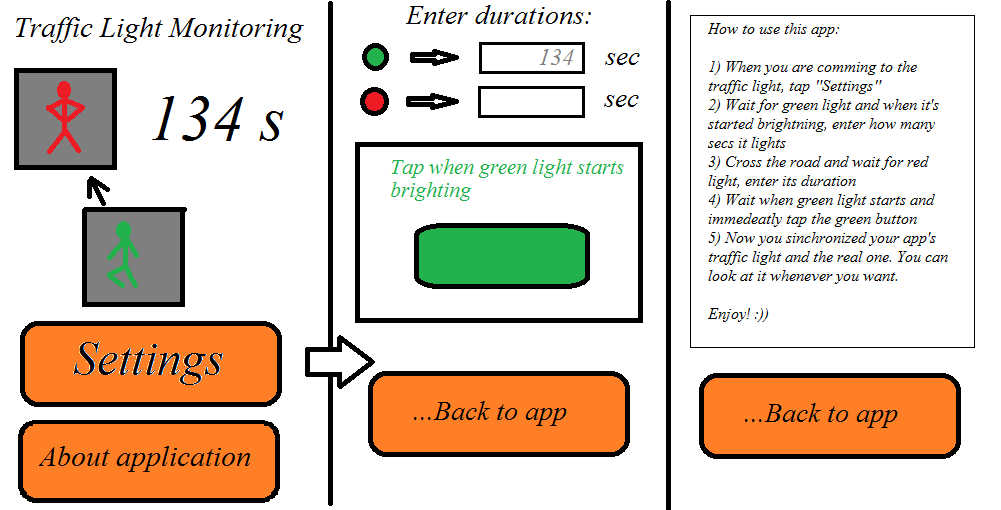 Traffic Light Monitoring
134 s
Settings
About application
Enter durations:
134 sec
sec
Tap when green light starts
brighting
...Back to app
How to use this app:
1) When you are comming to the
traffic light, tap "Settings"
2) Wait for green light and when it's
started brightning, enter how many
secs it lights
3) Cross the road and wait for red
light, enter its duration
4) Wait when green light starts and
immedeatly tap the green button
5) Now you sinchronized your app's
traffic light and the real one. You can
look at it whenever you want.
Enjoy! :))
...Back to app